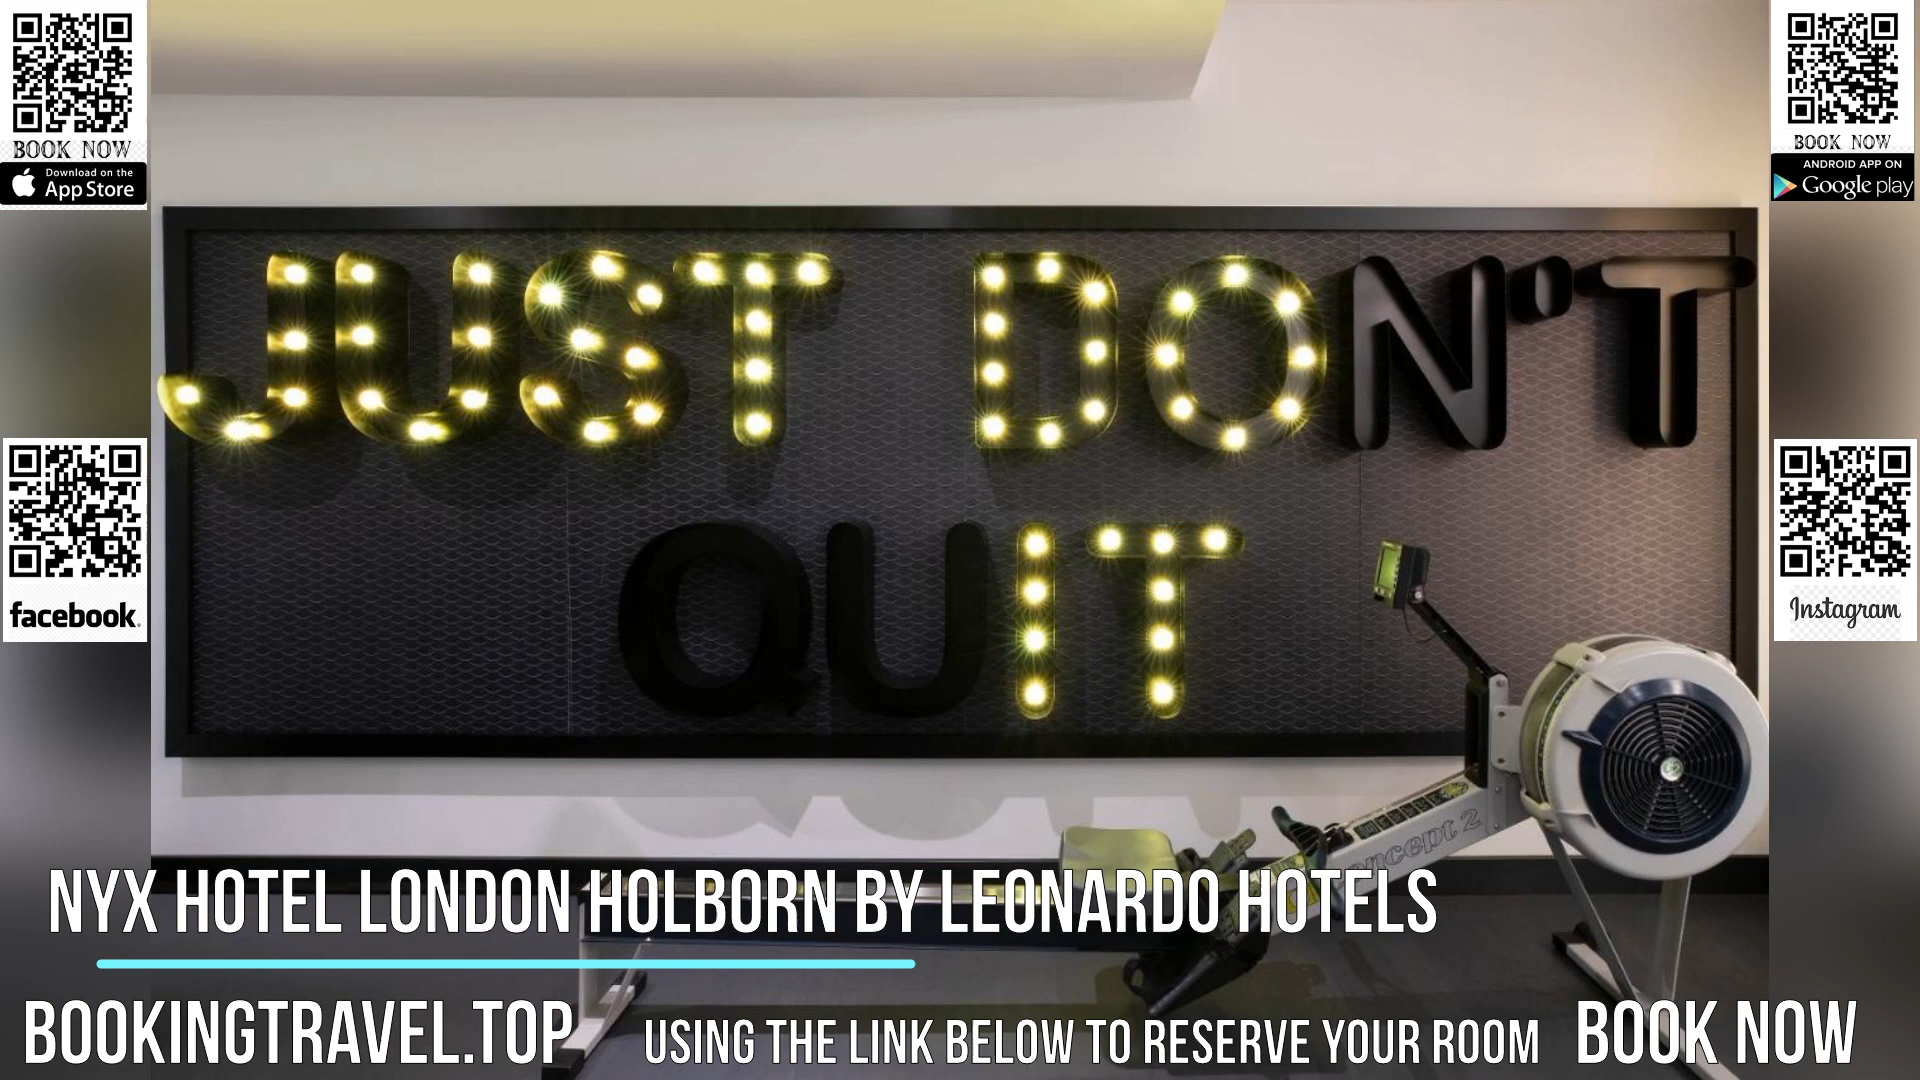 BOOK NOW
Download on the
App Store
BOOK NOW
ANDROID APP ON
Google play
JUST DON'T
QUIT
facebook.
Instagram
concept 2
NYX HOTEL LONDON HOLBORN BY LEONARDO HOTELS
BOOKINGTRAVEL.TOP
USING THE LINK BELOW TO RESERVE YOUR ROOM
BOOK NOW